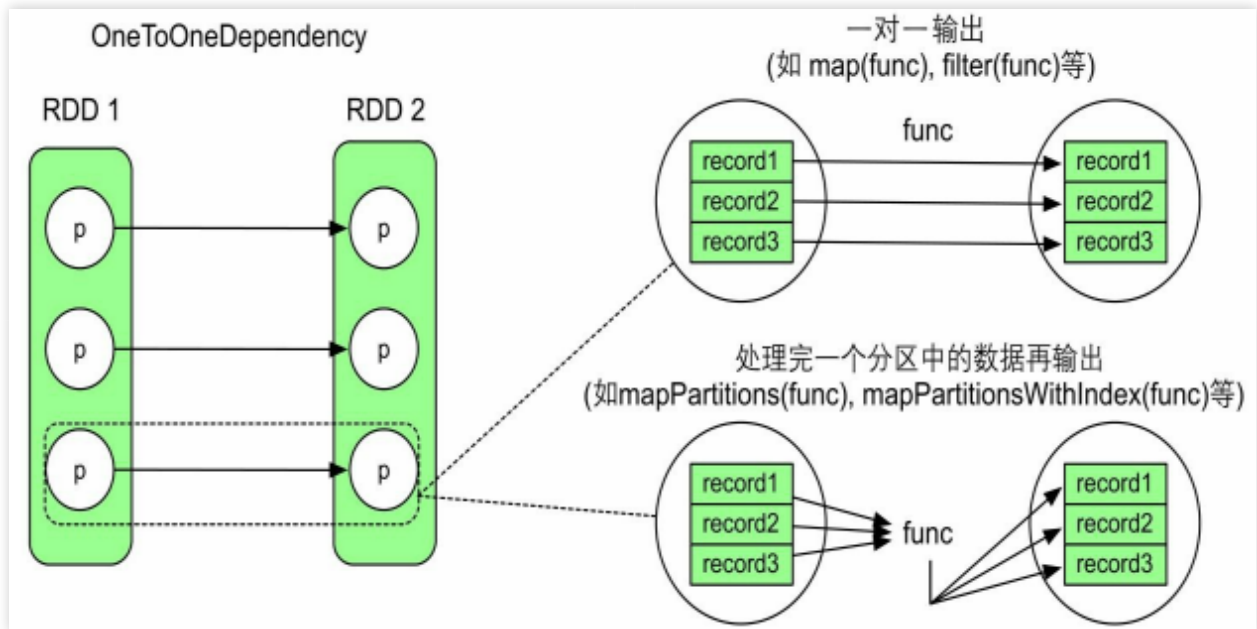 OneToOneDependency
RDD 1
RDD 2
p
p
p
p
p
p
一对一输出
(如 map(func), filter(func)等)
func
record1
record2
record3
record1
record2
record3
处理完一个分区中的数据再输出
(如mapPartitions(func), mapPartitionsWithIndex(func)等)
record1
record2
record3
func
record1
record2
record3